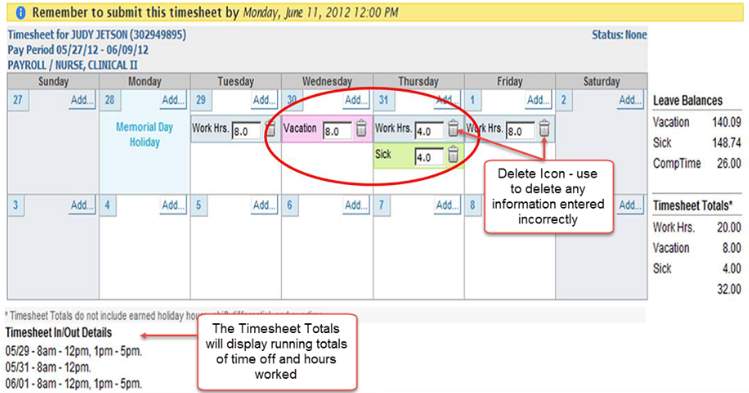 Remember to submit this timesheet by Monday, June 11, 2012 12:00 PM
Timesheet for JUDY JETSON (302949895) Status: None
Pay Period 05/27/12 - 06/09/12
PAYROLL / NURSE, CLINICAL II
Sunday Monday Tuesday Wednesday Thursday Friday Saturday
27 Add... 28 Add... 29 Add... 30 Add... 31 Add... 1 Add... 2 Add...
Memorial Day
Holiday
Work Hrs. 8.0 Vacation 8.0 Work Hrs. 4.0 Work Hrs. 8.0
Sick 4.0
3 Add... 4 Add... 5 Add... 6 Add... 7 Add... 8 Add...
Leave Balances
Vacation 140.09
Sick 148.74
CompTime 26.00
Timesheet Totals*
Work Hrs. 20.00
Vacation 8.00
Sick 4.00
32.00
Delete Icon - use
to delete any
information entered
incorrectly
* Timesheet Totals do not include earned holiday
Timesheet In/Out Details
05/29 - 8am - 12pm, 1pm - 5pm.
05/31 - 8am - 12pm.
06/01 - 8am - 12pm, 1pm - 5pm.
The Timesheet Totals
will display running totals
of time off and hours
worked